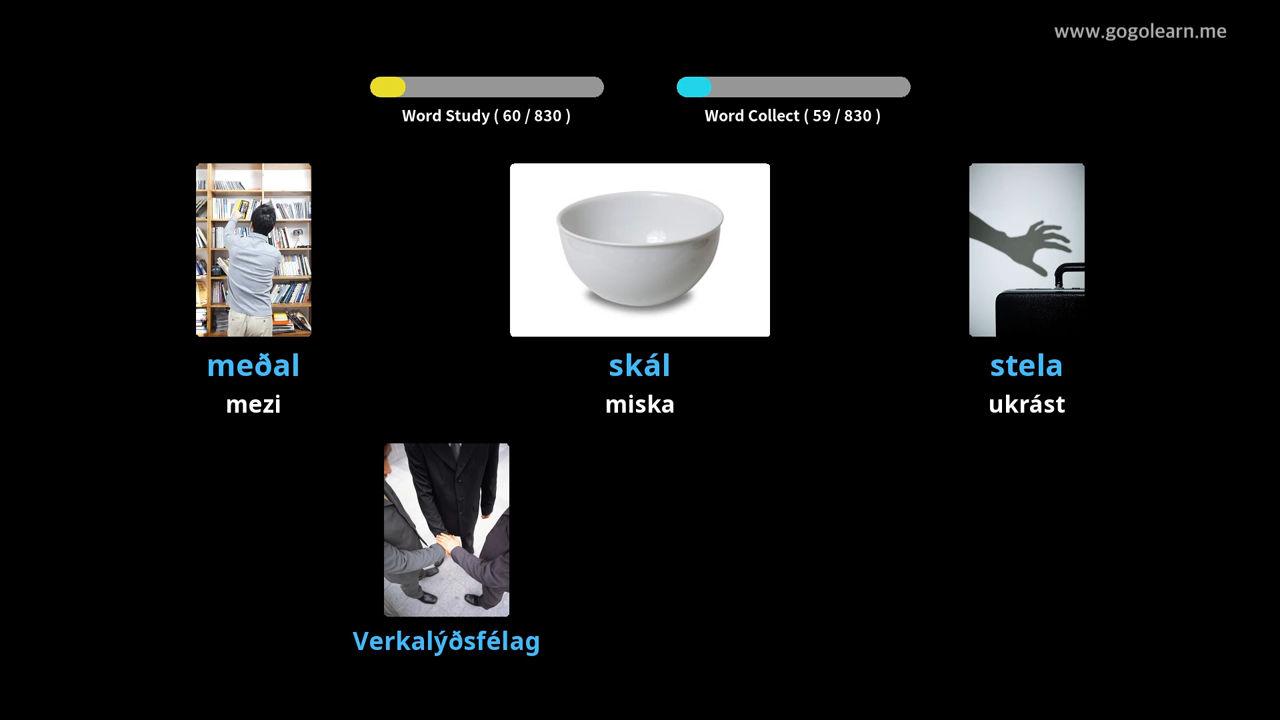 www.gogolearn.me
Word Study ( 60 / 830 )
Word Collect ( 59 / 830 )
meðal
skál
stela
mezi
miska
ukrást
Verkalýðsfélag